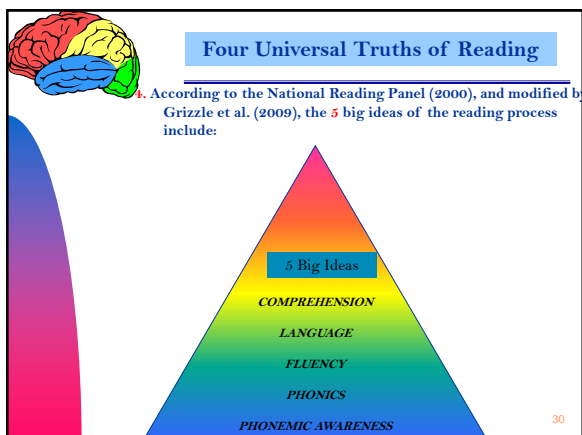 Four Universal Truths of Reading
4. According to the National Reading Panel (2000), and modified by
Grizzle et al. (2009), the 5 big ideas of the reading process
include:
5 Big Ideas
COMPREHENSION
LANGUAGE
FLUENCY
PHONICS
PHONEMIC AWARENESS
30